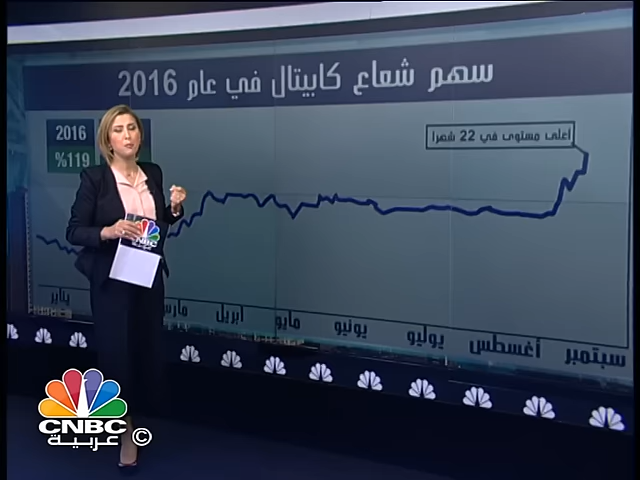 سهم شعاع كابيتال في عام 2016
2016
%119
أعلى مستوى في 22 شهرا
يناير
مارس
ابريل
مايو
يونيو
يوليو
أغسطس
سبتمبر
CNBC
CNBC
عربية ©